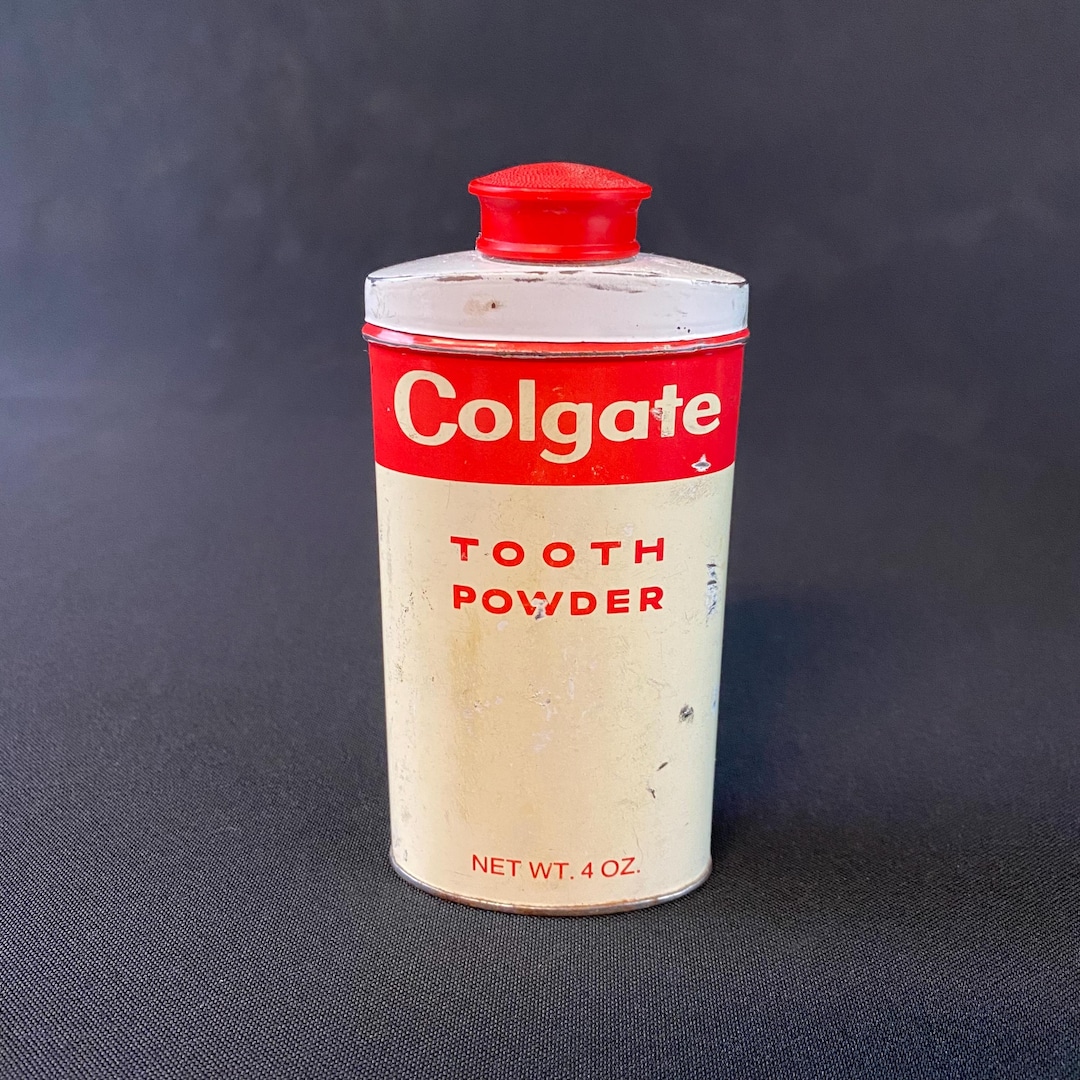 Colgate
TOOTH
POWDER
NET WT. 4 OZ.